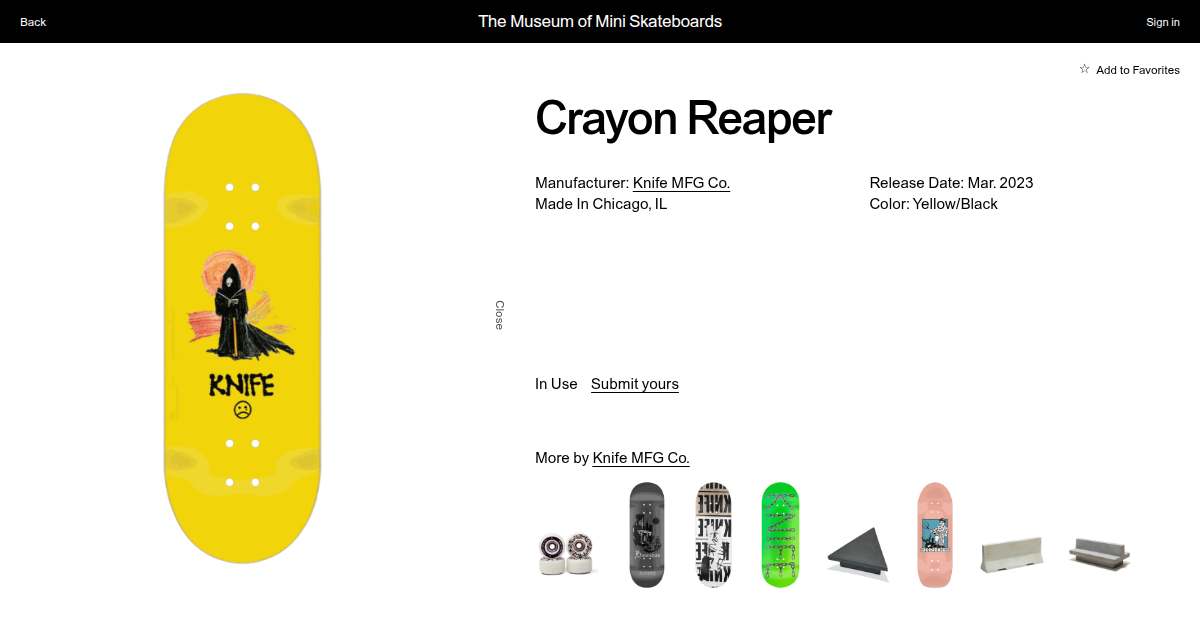 Back
The Museum of Mini Skateboards
Sign in
☆ Add to Favorites
Crayon Reaper
Manufacturer: Knife MFG Co.
Made In Chicago, IL
Release Date: Mar. 2023
Color: Yellow/Black
KNIFE
Close
In Use Submit yours
More by Knife MFG Co.
KNIFE
KNIFE